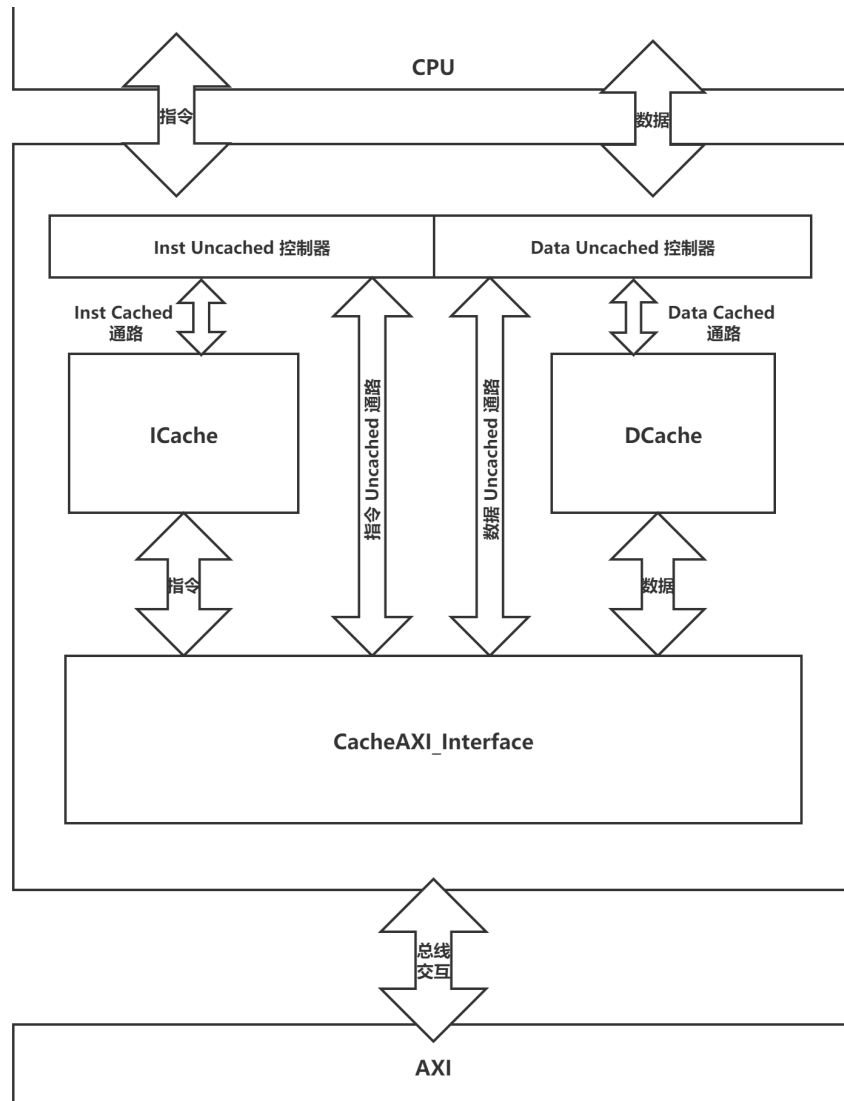 CPU
指令
数据
Inst Uncached 控制器
Data Uncached 控制器
Inst Cached
通路
Data Cached
通路
ICache
指令 Uncached 通路
数据 Uncached 通路
DCache
指令
数据
CacheAXI_Interface
总线
交互
AXI